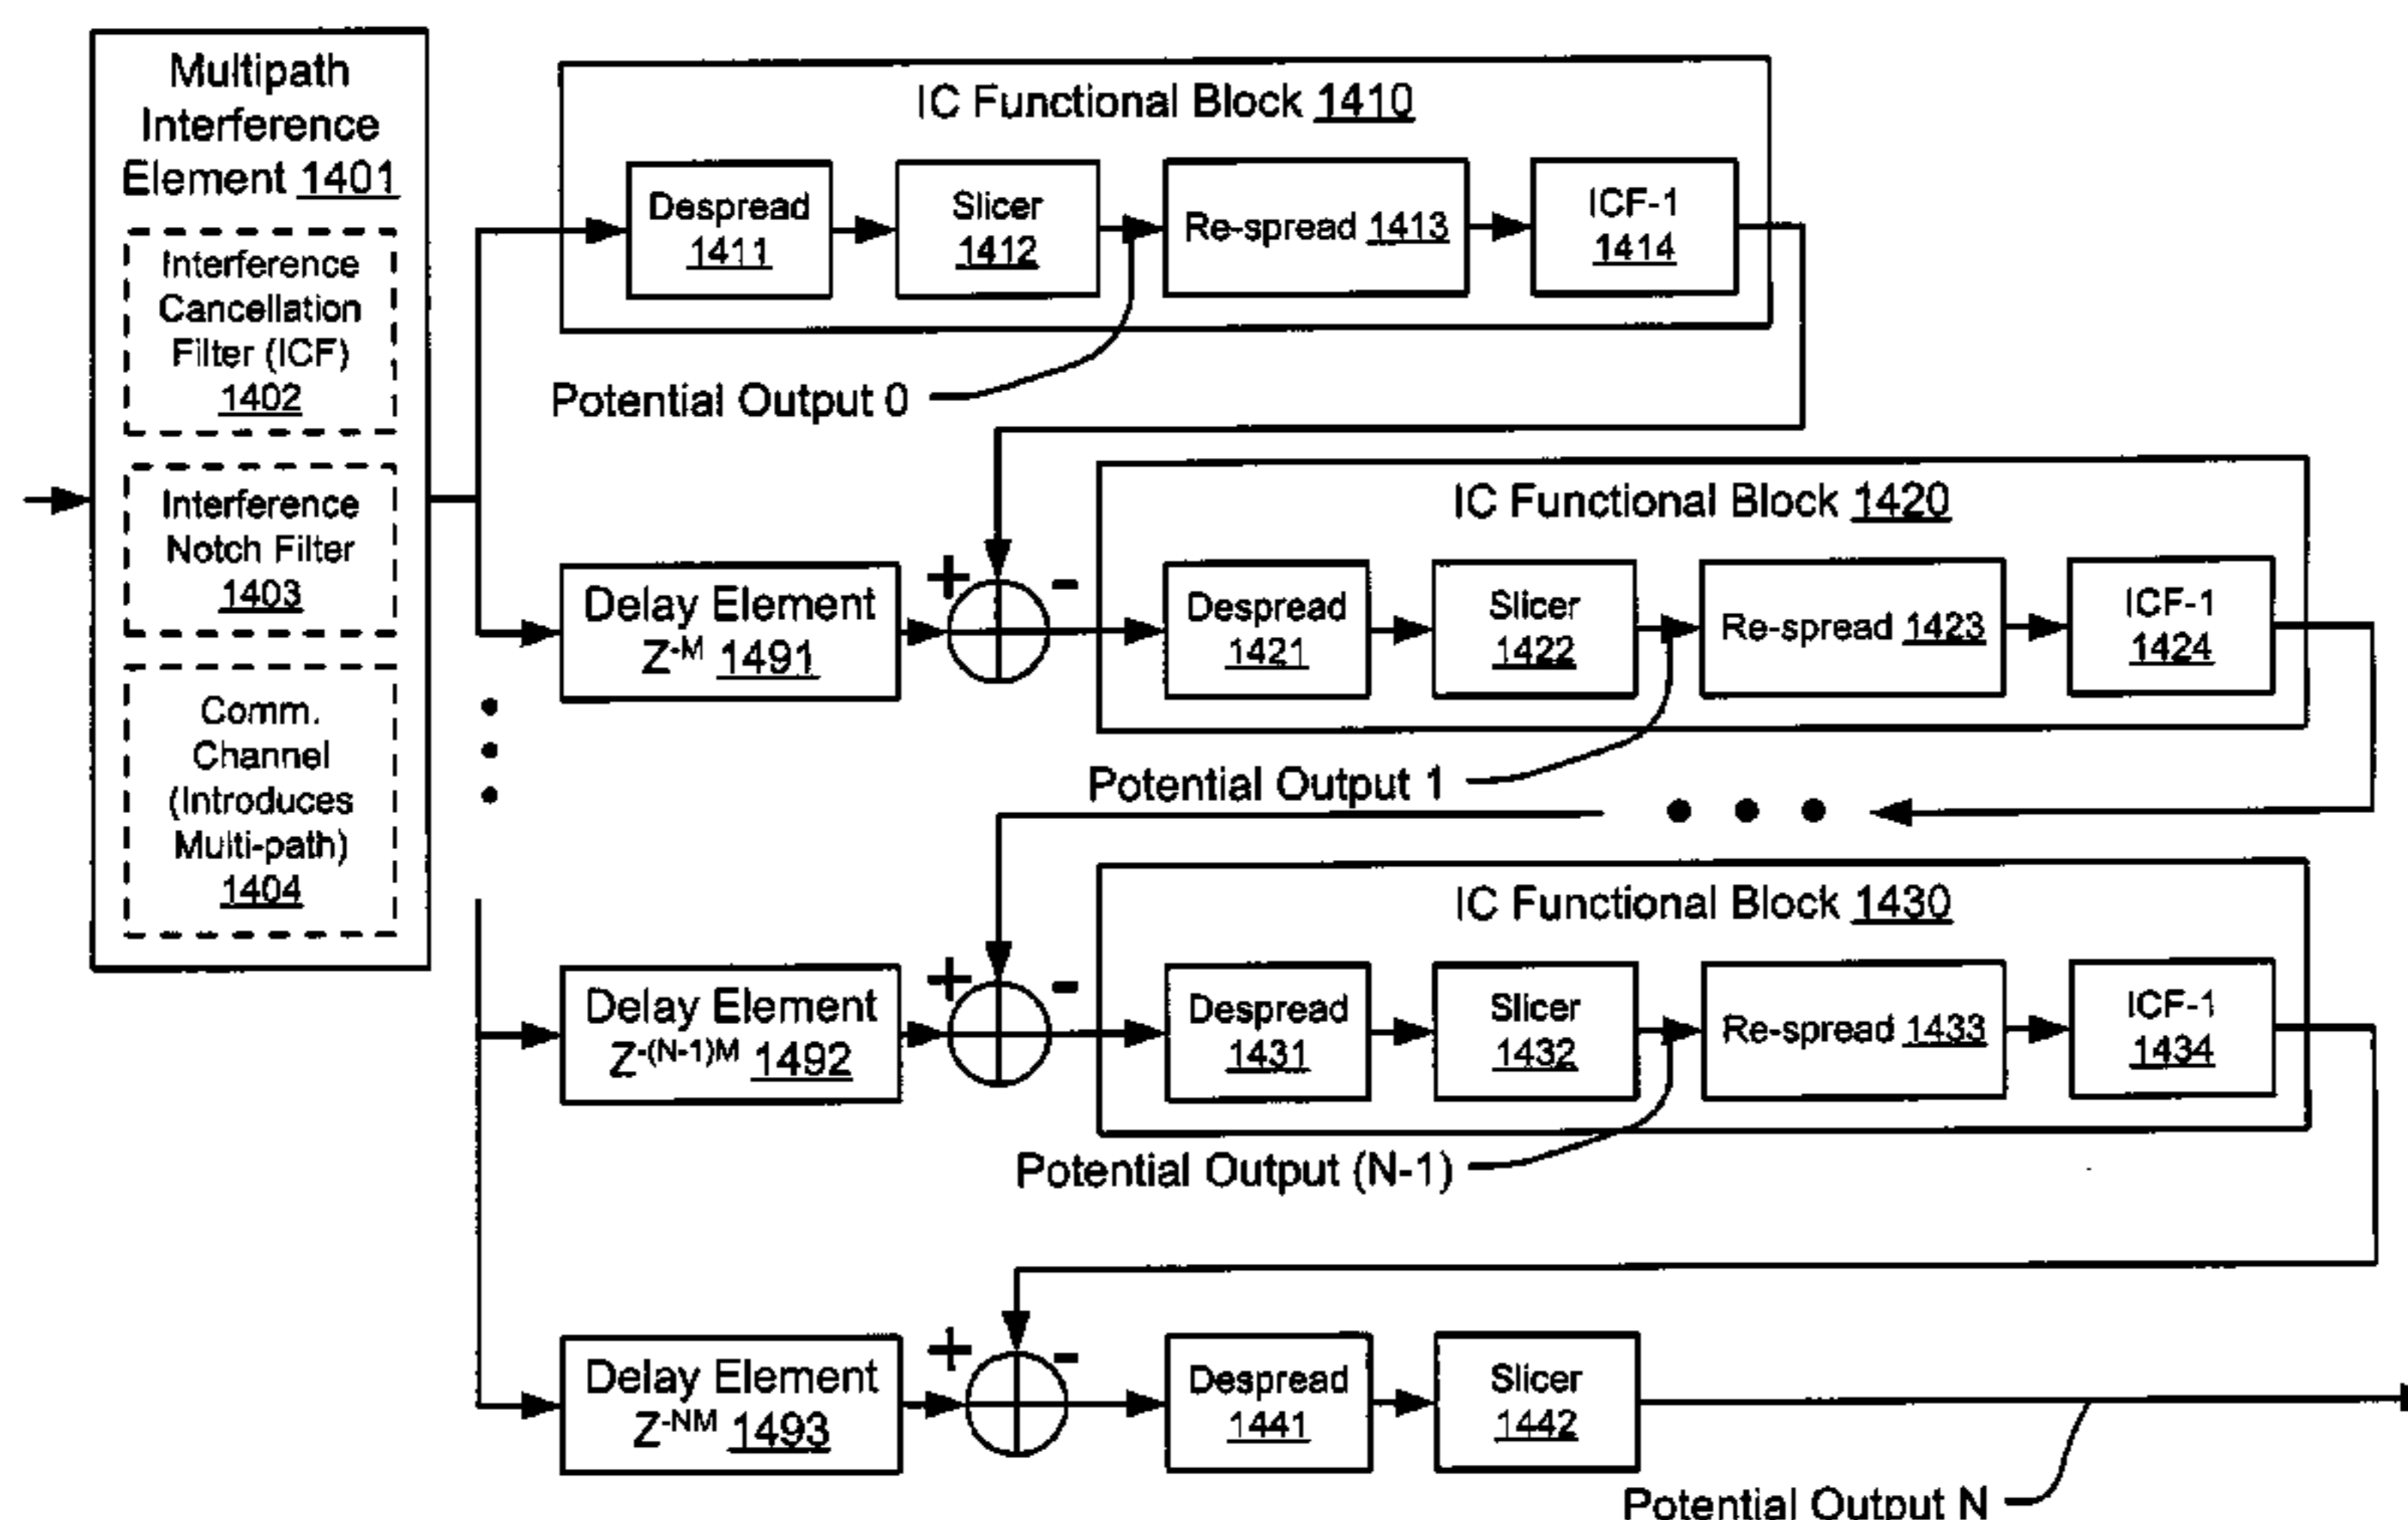 Multipath
Interference
Element 1401
Interference
Cancellation
Filter (ICF)
1402
Interference
Notch Filter
1403
Comm.
Channel
(Introduces
Multi-path)
1404
IC Functional Block 1410
Despread
1411
Slicer
1412
Re-spread 1413
ICF-1
1414
Potential Output 0
IC Functional Block 1420
Delay Element
Z-M 1491
+
-
Despread
1421
Slicer
1422
Re-spread 1423
ICF-1
1424
Potential Output 1
IC Functional Block 1430
Delay Element
Z-(N-1)M 1492
+
-
Despread
1431
Slicer
1432
Re-spread 1433
ICF-1
1434
Potential Output (N-1)
Delay Element
Z-NM 1493
+
-
Despread
1441
Slicer
1442
Potential Output N